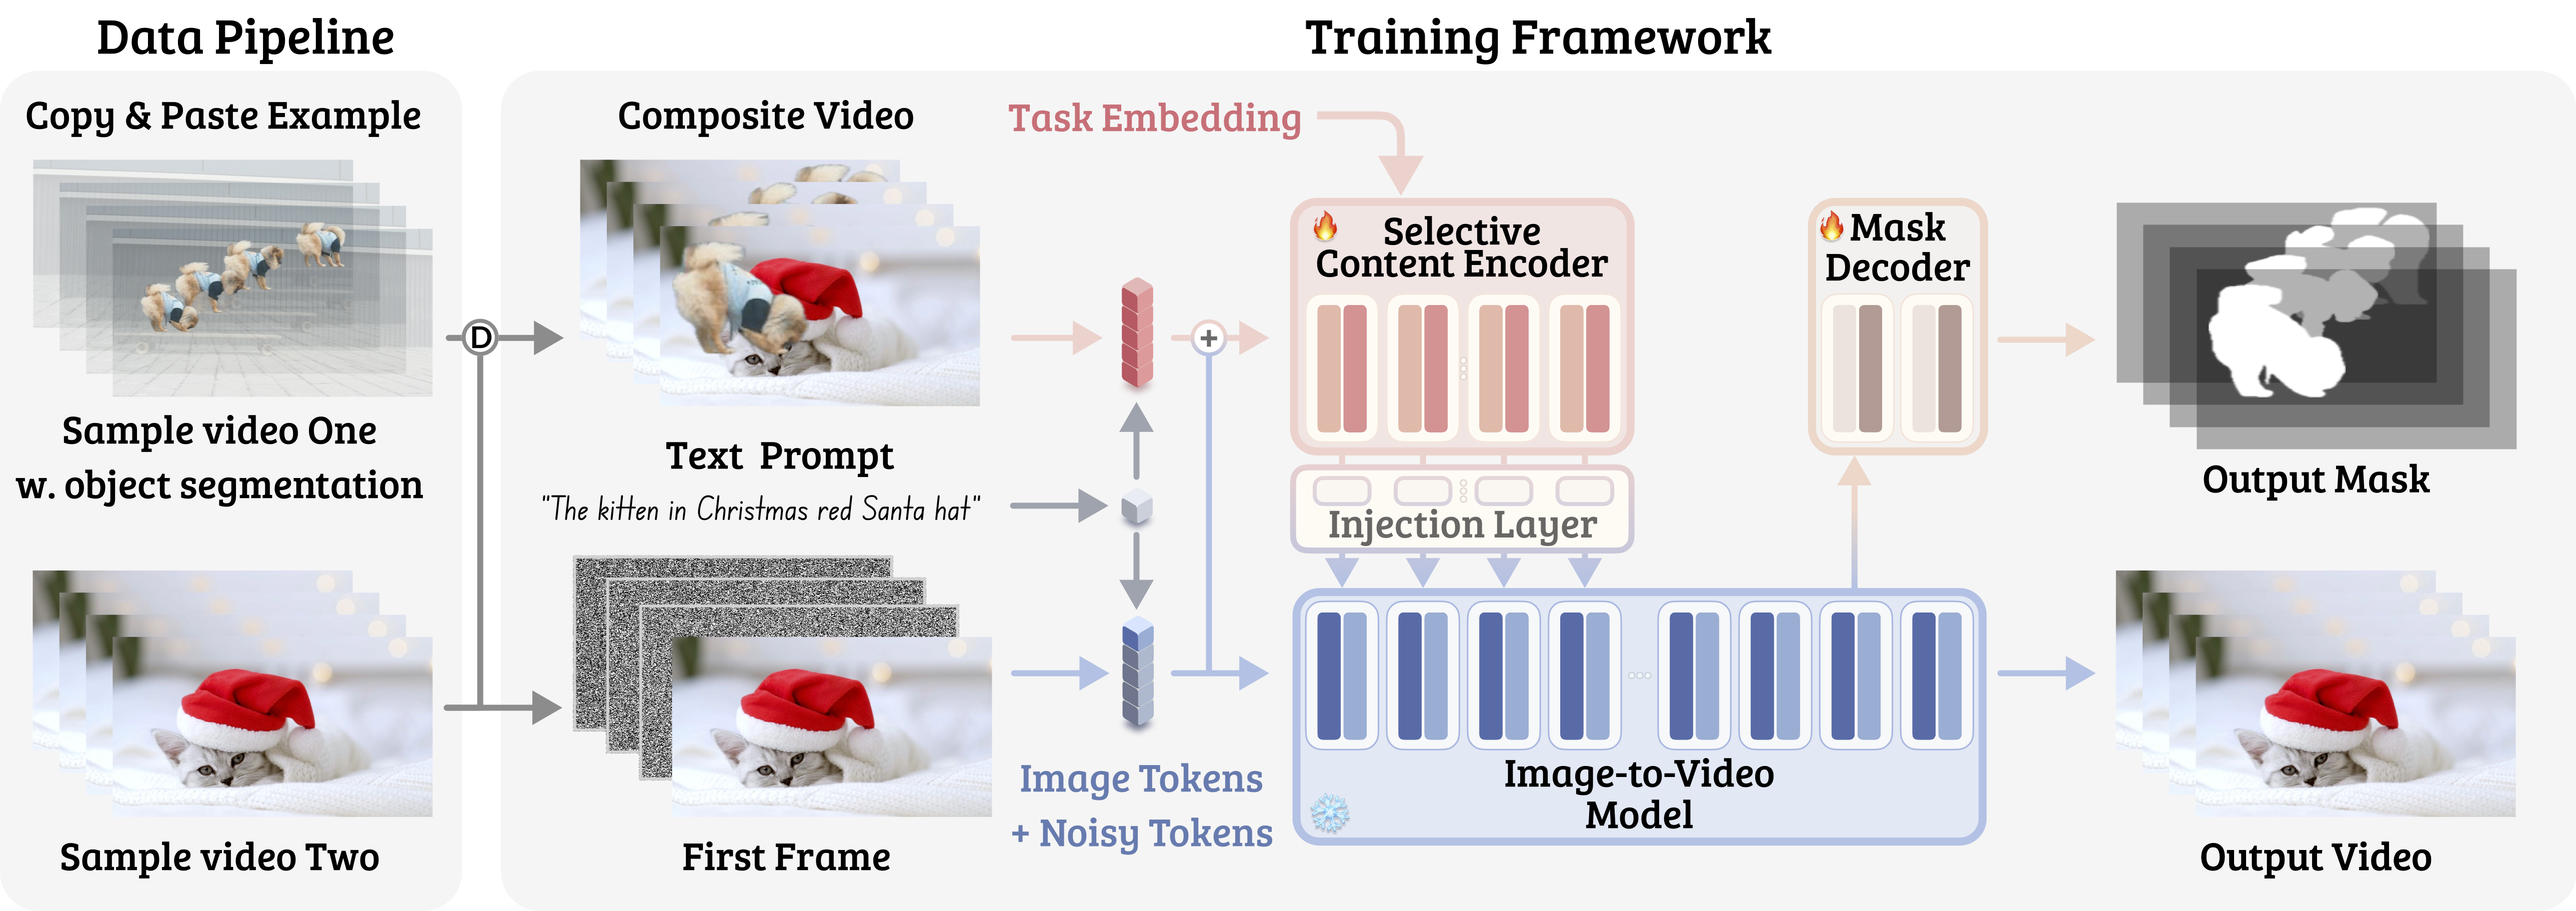 Data Pipeline
Training Framework
Copy & Paste Example
Sample video One
w. object segmentation
Sample video Two
D
Composite Video
Text Prompt
"The kitten in Christmas red Santa hat"
First Frame
Task Embedding
+
Image Tokens
+ Noisy Tokens
Selective
Content Encoder
Injection Layer
Image-to-Video
Model
Mask
Decoder
Output Mask
Output Video